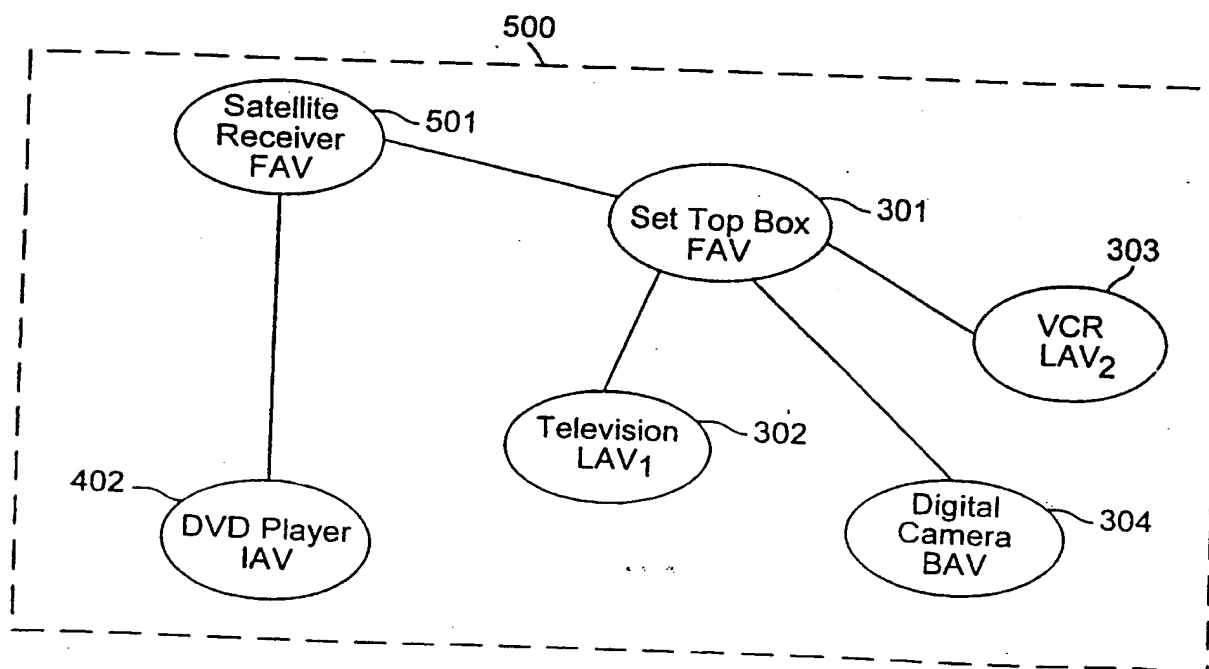 500
Satellite
Receiver
FAV
501
Set Top Box
FAV
301
303
VCR
LAV2
Television
LAV1
302
402
DVD Player
IAV
Digital
Camera
BAV
304